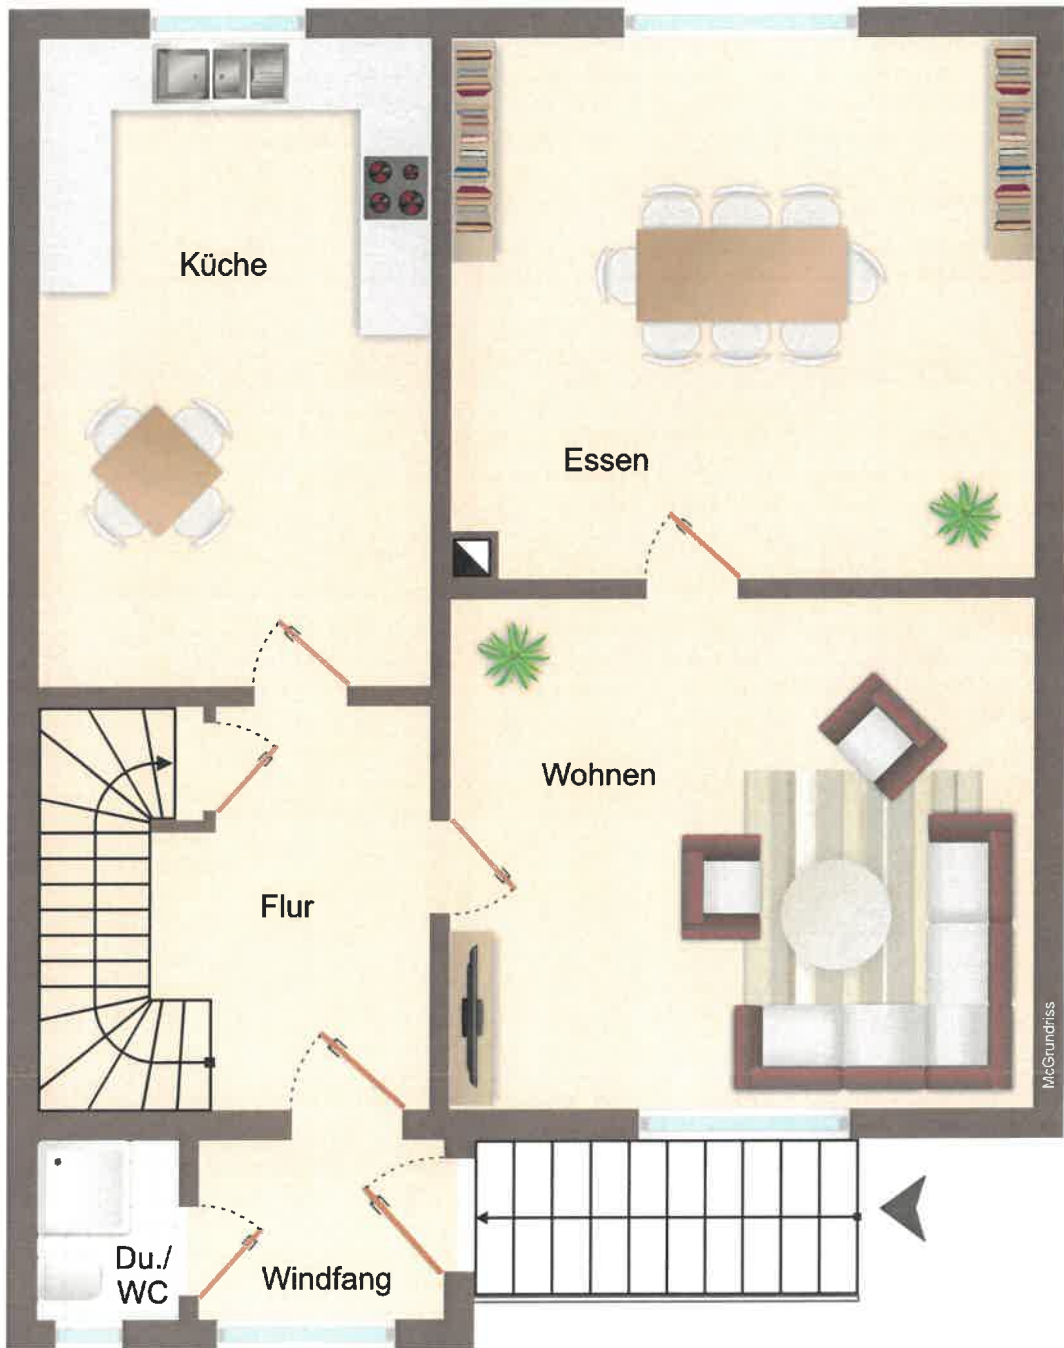 Küche
Essen
Wohnen
Flur
McGrundriss
Du./
WC
Windfang